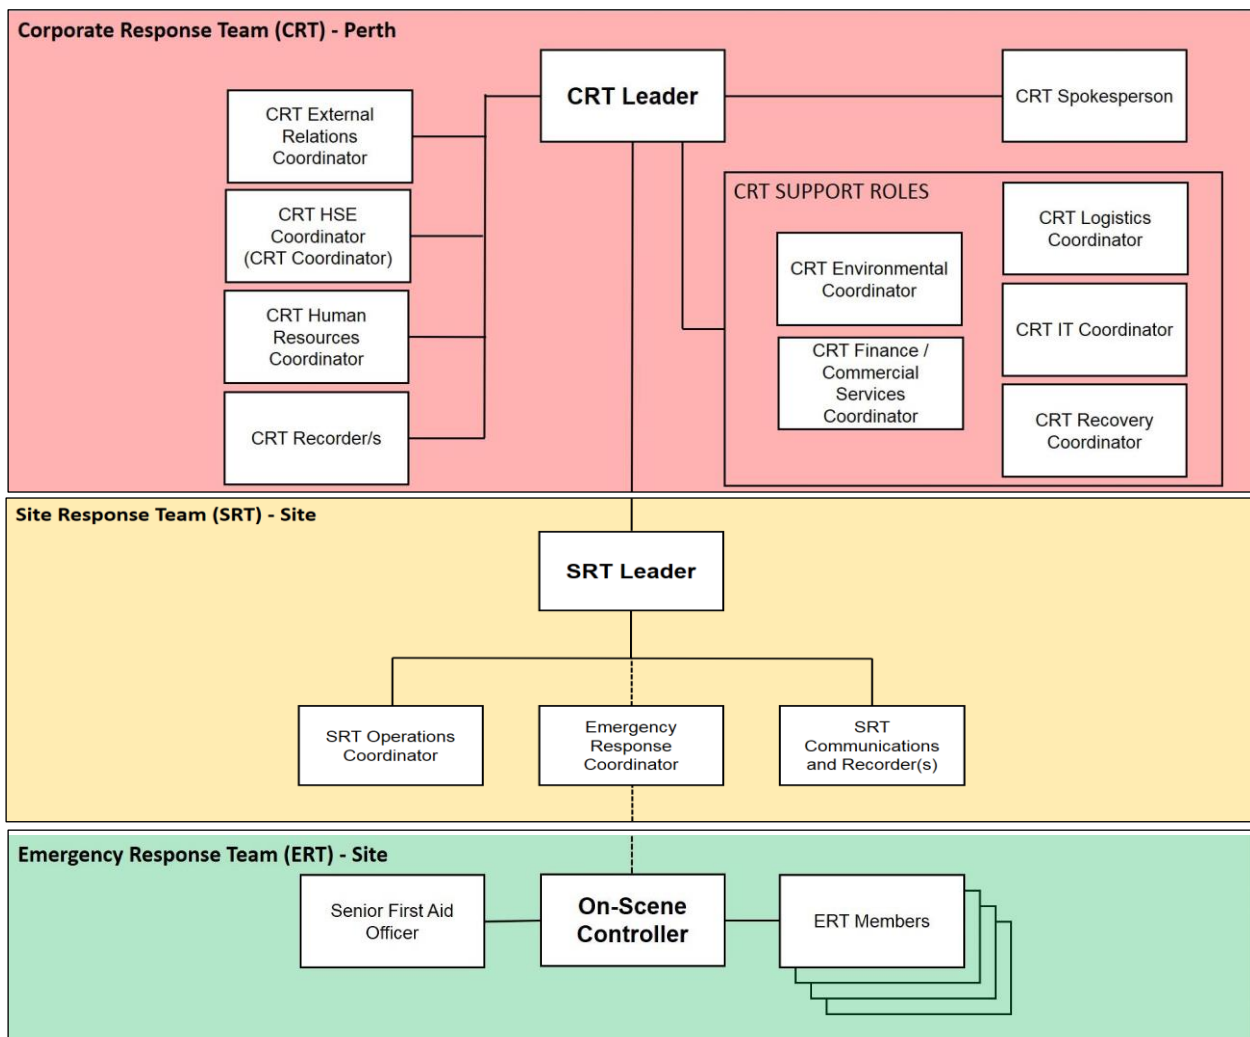 Corporate Response Team (CRT) - Perth
CRT Leader
CRT Spokesperson
CRT External
Relations
Coordinator
CRT HSE
Coordinator
(CRT Coordinator)
CRT Human
Resources
Coordinator
CRT Recorder/s
CRT SUPPORT ROLES
CRT Environmental
Coordinator
CRT Finance /
Commercial
Services
Coordinator
CRT Logistics
Coordinator
CRT IT Coordinator
CRT Recovery
Coordinator
Site Response Team (SRT) - Site
SRT Leader
SRT Operations
Coordinator
Emergency
Response
Coordinator
SRT
Communications
and Recorder(s)
Emergency Response Team (ERT) - Site
Senior First Aid
Officer
On-Scene
Controller
ERT Members